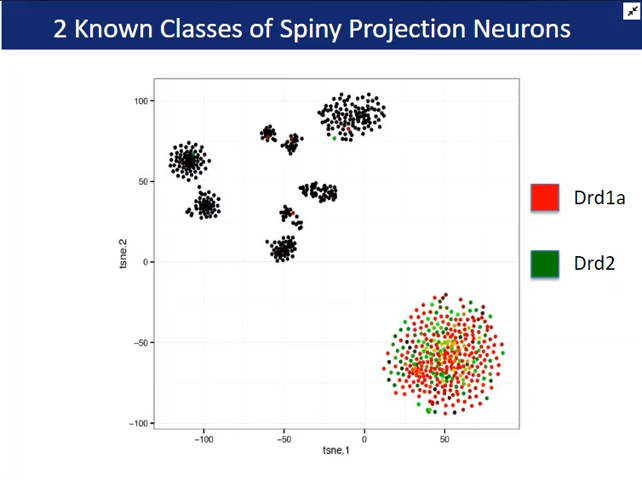 2 Known Classes of Spiny Projection Neurons
100
50
0
−50
−100
tsne.2
−100
−50
0
50
tsne.1
Drd1a
Drd2